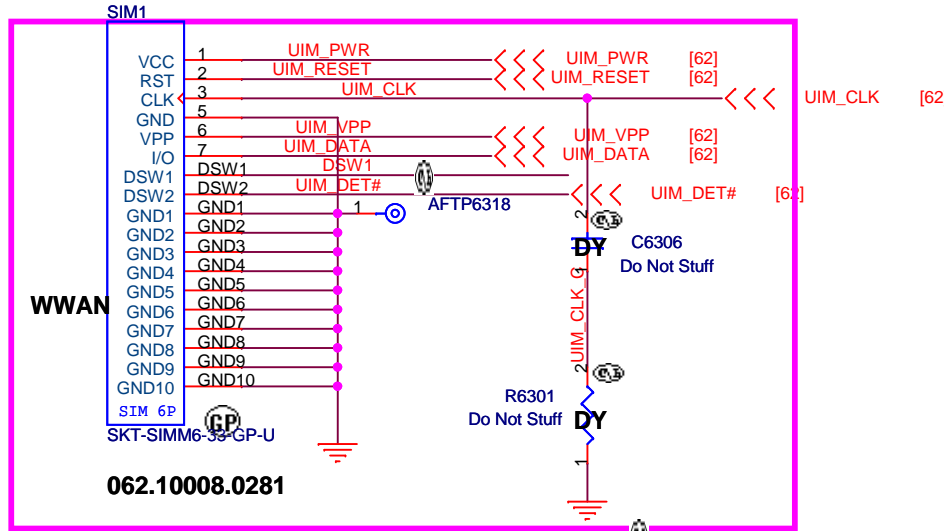 SIM1
VCC 1 UIM_PWR UIM_PWR [62]
RST 2 UIM_RESET UIM_RESET [62]
CLK 3 UIM_CLK UIM_CLK [62
GND 5
VPP 6 UIM_VPP UIM_VPP [62]
I/O 7 UIM_DATA UIM_DATA [62]
DSW1 DSW1 DSW1
DSW2 DSW2 UIM_DET# UIM_DET# [62]
GND1 GND1 1 AFTP6318
GND2 GND2 2
GND3 GND3 DY C6306
GND4 GND4 1 Do Not Stuff
GND5 GND5 UIM_CLK_C
WWAN
GND6 GND6
GND7 GND7
GND8 GND8
GND9 GND9 2
GND10 GND10 R6301
SIM 6P Do Not Stuff DY
GP
SKT-SIMM6-33-GP-U
1
062.10008.0281